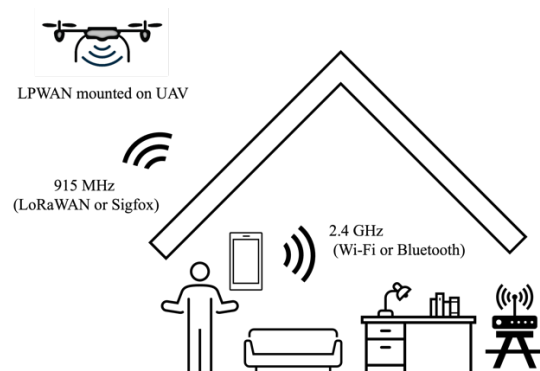 LPWAN mounted on UAV
915 MHz
(LoRaWAN or Sigfox)
2.4 GHz
(Wi-Fi or Bluetooth)